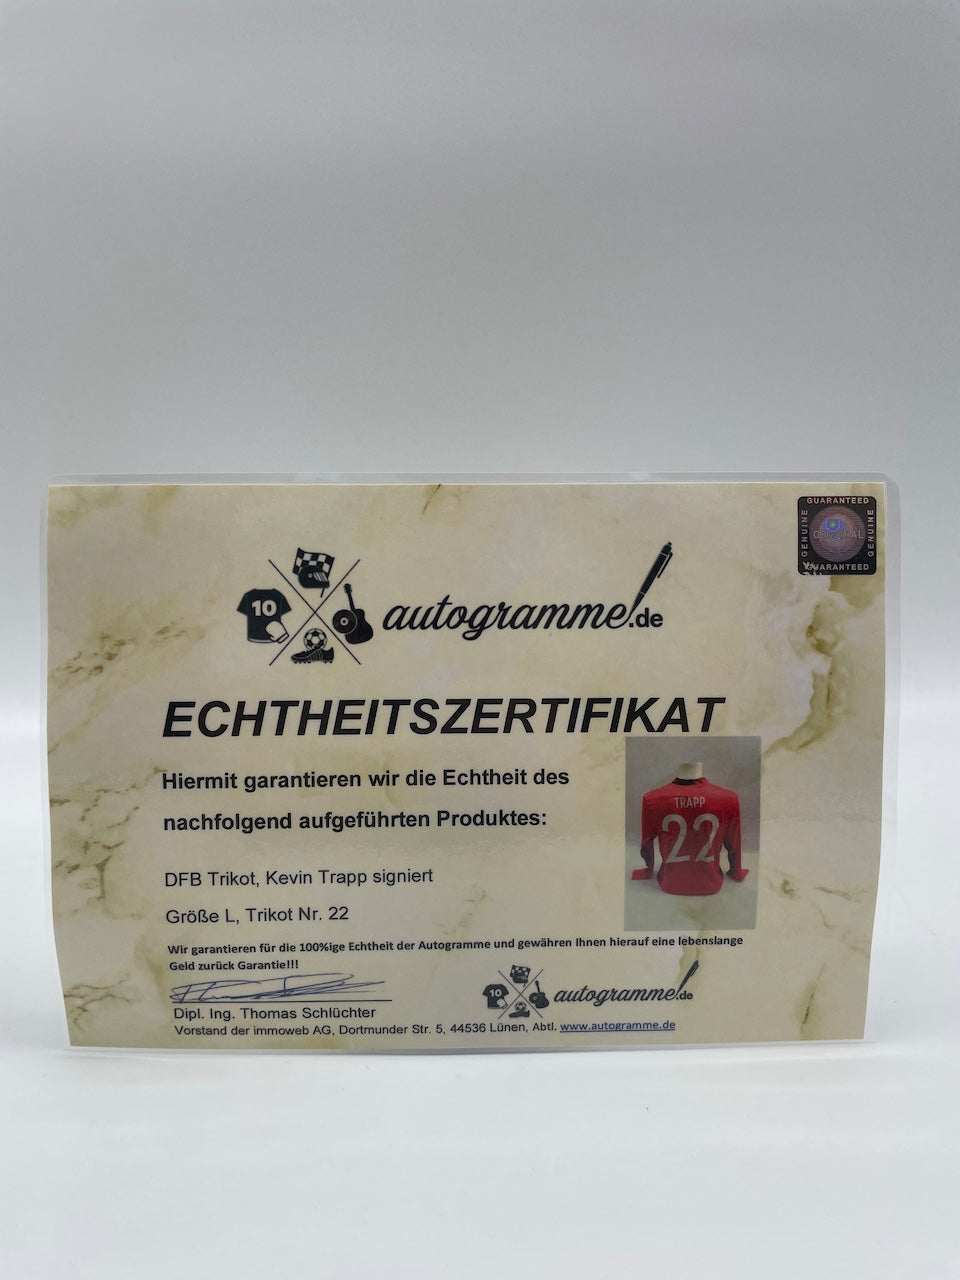 GUARANTEED
GENUINE
ORIGINAL
GENUINE
GUARANTEED
10
autogramme.de
ECHTHEITSZERTIFIKAT
Hiermit garantieren wir die Echtheit des
nachfolgend aufgeführten Produktes:
TRAPP
22
DFB Trikot, Kevin Trapp signiert
Größe L, Trikot Nr. 22
Wir garantieren für die 100%ige Echtheit der Autogramme und gewähren Ihnen hierauf eine lebenslange
Geld zurück Garantie!!!
10
autogramme.de
Dipl. Ing. Thomas Schlüchter
Vorstand der immoweb AG, Dortmunder Str. 5, 44536 Lünen, Abtl. www.autogramme.de